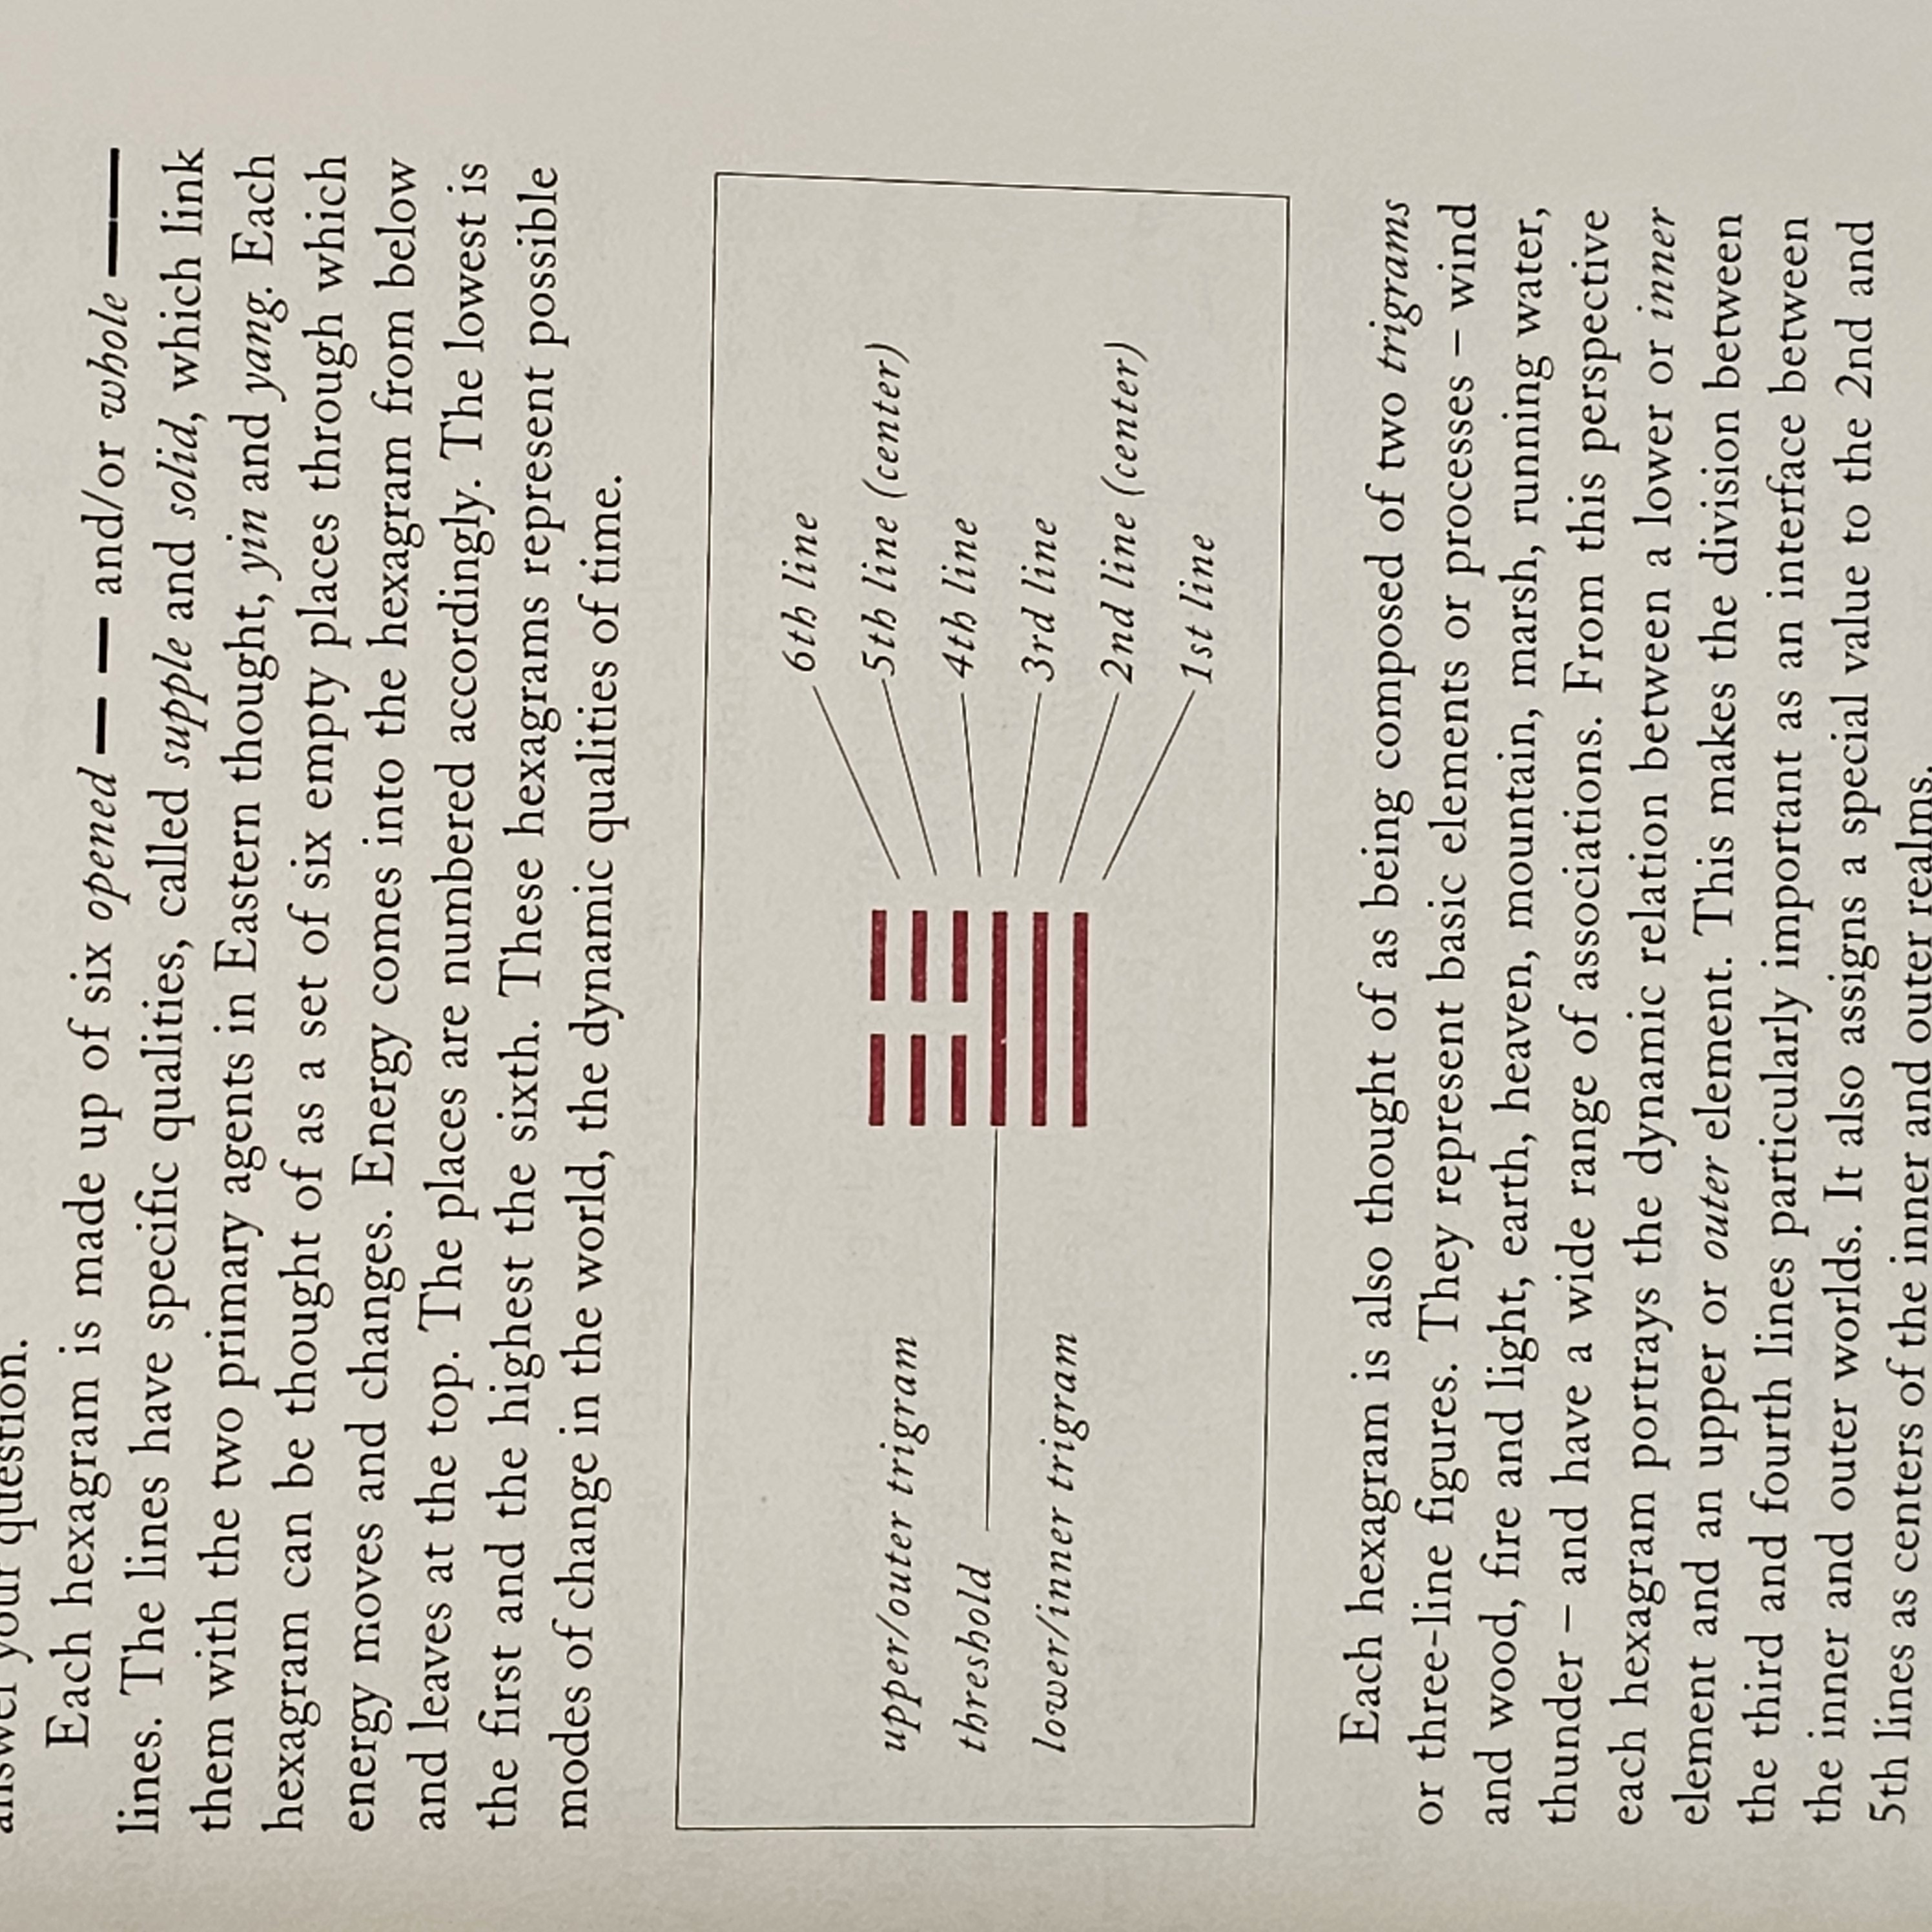 answer your question.
Each hexagram is made up of six opened — — and/or whole ——
lines. The lines have specific qualities, called supple and solid, which link
them with the two primary agents in Eastern thought, yin and yang. Each
hexagram can be thought of as a set of six empty places through which
energy moves and changes. Energy comes into the hexagram from below
and leaves at the top. The places are numbered accordingly. The lowest is
the first and the highest the sixth. These hexagrams represent possible
modes of change in the world, the dynamic qualities of time.
upper/outer trigram
threshold
lower/inner trigram
6th line
5th line (center)
4th line
3rd line
2nd line (center)
1st line
Each hexagram is also thought of as being composed of two trigrams
or three-line figures. They represent basic elements or processes – wind
and wood, fire and light, earth, heaven, mountain, marsh, running water,
thunder – and have a wide range of associations. From this perspective
each hexagram portrays the dynamic relation between a lower or inner
element and an upper or outer element. This makes the division between
the third and fourth lines particularly important as an interface between
the inner and outer worlds. It also assigns a special value to the 2nd and
5th lines as centers of the inner and outer realms.